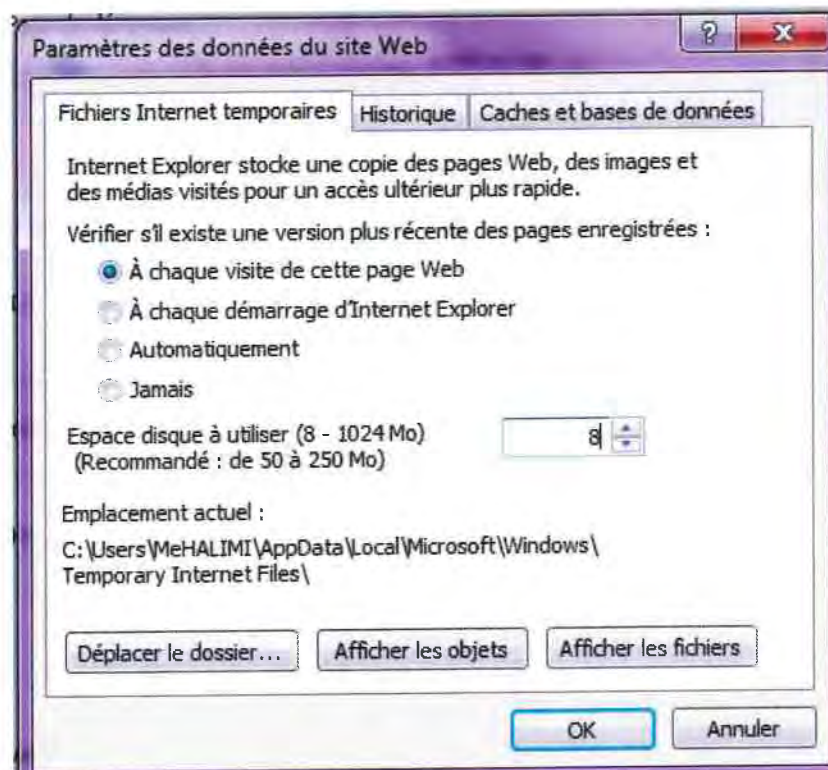 Paramètres des données du site Web
?
Fichiers Internet temporaires Historique Caches et bases de données
Internet Explorer stocke une copie des pages Web, des images et
des médias visités pour un accès ultérieur plus rapide.
Vérifier s'il existe une version plus récente des pages enregistrées :
À chaque visite de cette page Web
À chaque démarrage d'Internet Explorer
Automatiquement
Jamais
Espace disque à utiliser (8 - 1024 Mo) 8
(Recommandé : de 50 à 250 Mo)
Emplacement actuel :
C:\Users\MeHALIMI\AppData\Local\Microsoft\Windows\
Temporary Internet Files\
Déplacer le dossier... Afficher les objets Afficher les fichiers
OK Annuler